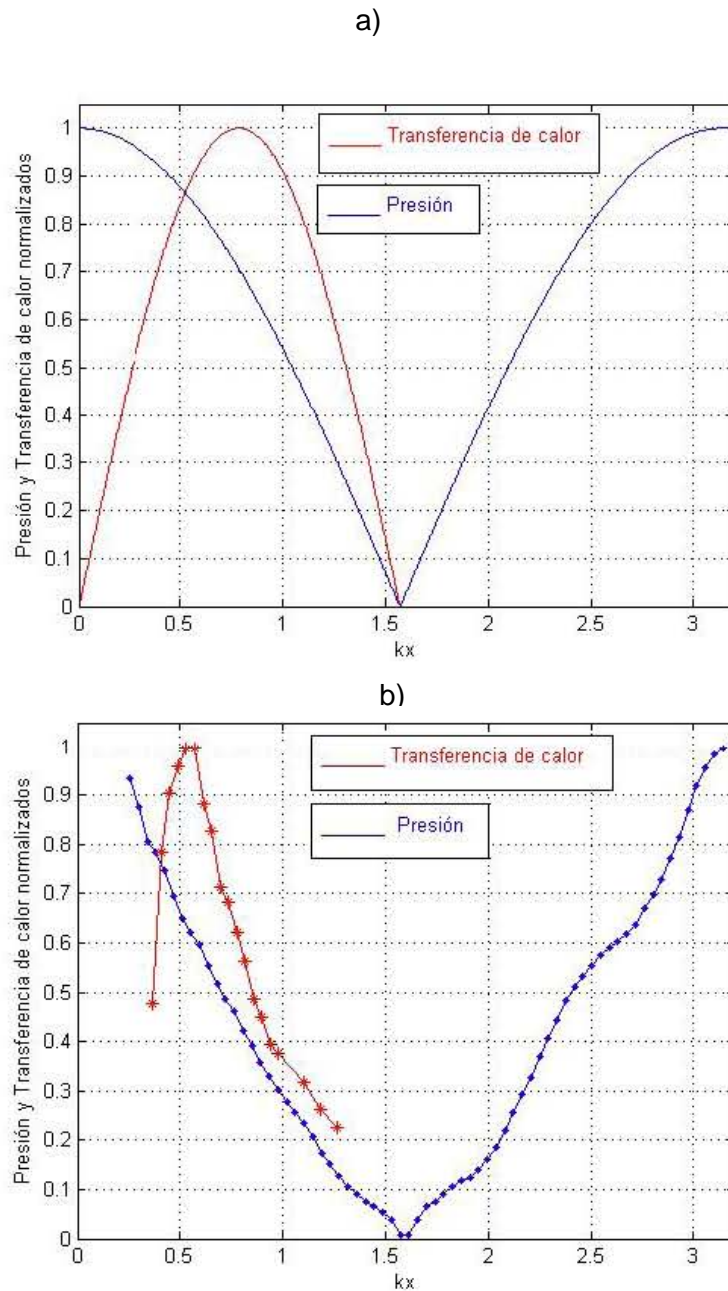 a)
Presión y Transferencia de calor normalizados
1
0.9
0.8
0.7
0.6
0.5
0.4
0.3
0.2
0.1
0
Transferencia de calor
Presión
0 0.5 1 1.5 2 2.5 3
kx
b)
Presión y Transferencia de calor normalizados
1
0.9
0.8
0.7
0.6
0.5
0.4
0.3
0.2
0.1
0
Transferencia de calor
Presión
0 0.5 1 1.5 2 2.5 3
kx